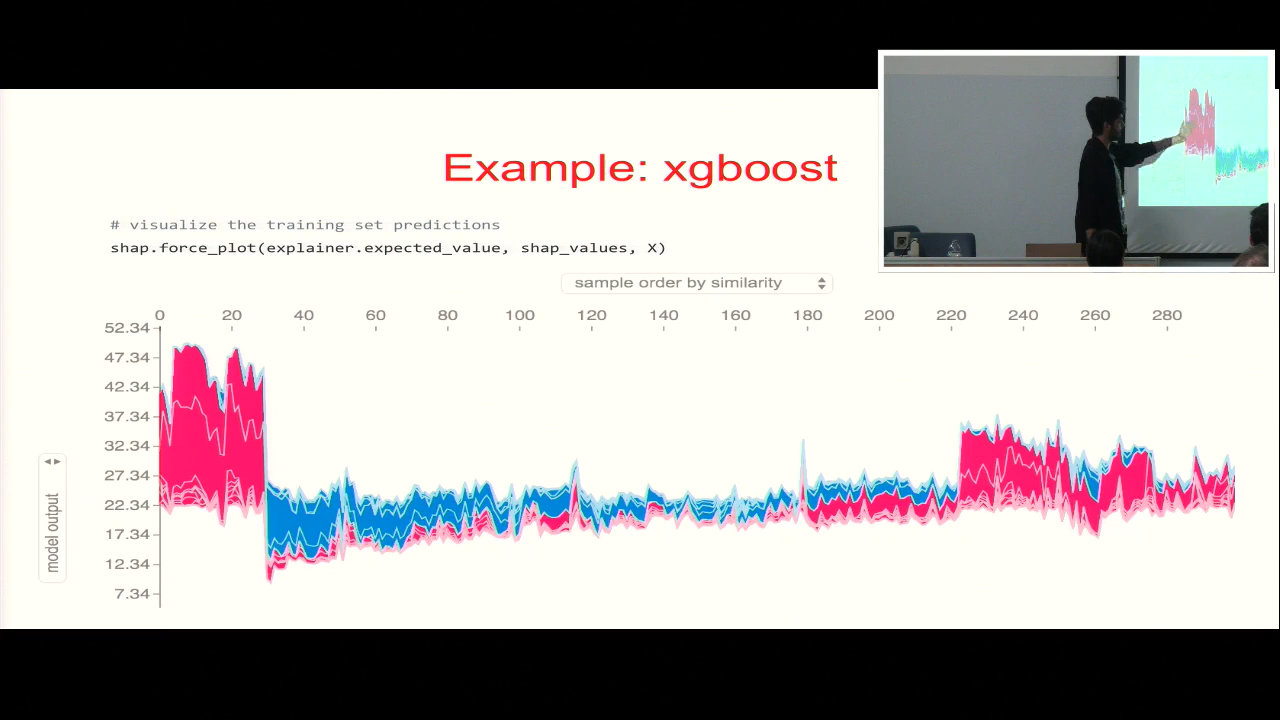 Example: xgboost
# visualize the training set predictions
shap.force_plot(explainer.expected_value, shap_values, X)
sample order by similarity
0 20 40 60 80 100 120 140 160 180 200 220 240 260 280
52.34
47.34
42.34
37.34
32.34
27.34
22.34
17.34
12.34
7.34
model output